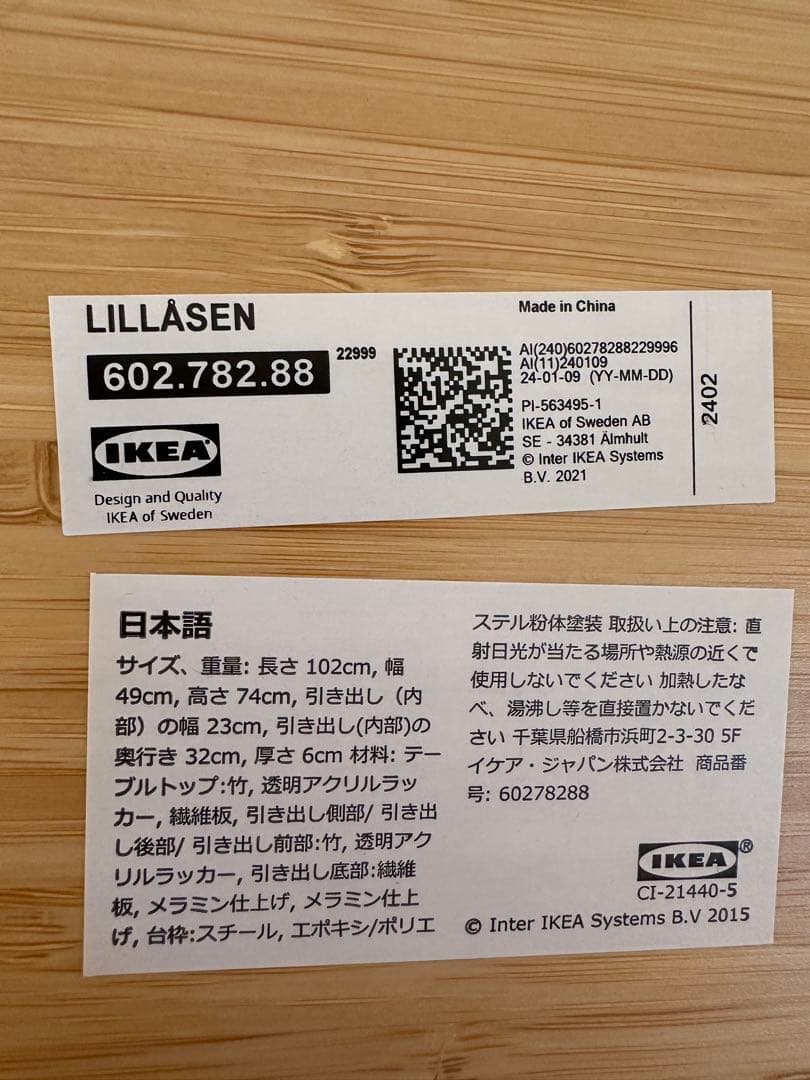 LILLÅSEN
602.782.88
22999
IKEA®
Design and Quality
IKEA of Sweden
Made in China
AI(240)60278288229996
AI(11)240109
24-01-09 (YY-MM-DD)
PI-563495-1
IKEA of Sweden AB
SE - 34381 Älmhult
© Inter IKEA Systems
B.V. 2021
2402
日本語
サイズ、重量: 長さ 102cm, 幅
49cm, 高さ 74cm, 引き出し（内
部）の幅 23cm, 引き出し(内部)の
奥行き 32cm, 厚さ 6cm 材料: テー
ブルトップ:竹, 透明アクリルラッ
カー, 繊維板, 引き出し側部/ 引き出
し後部/ 引き出し前部:竹, 透明アク
リルラッカー, 引き出し底部:繊維
板, メラミン仕上げ, メラミン仕上
げ, 台枠:スチール, エポキシ/ポリエ
ステル粉体塗装 取扱い上の注意: 直
射日光が当たる場所や熱源の近くで
使用しないでください 加熱したな
べ、湯沸し等を直接置かないでくだ
さい 千葉県船橋市浜町2-3-30 5F
イケア・ジャパン株式会社 商品番
号: 60278288
IKEA®
CI-21440-5
© Inter IKEA Systems B.V 2015